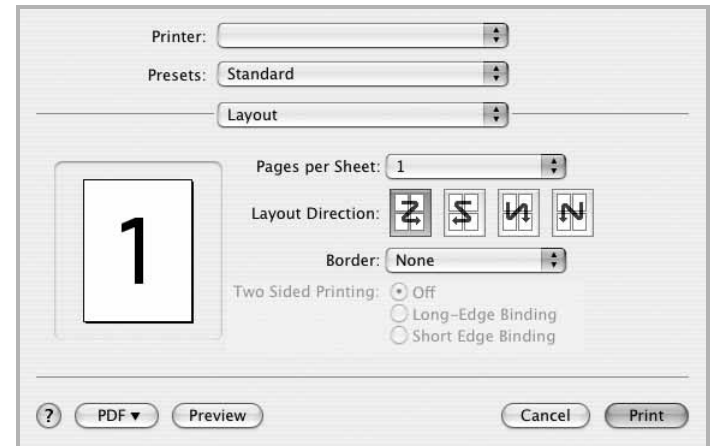 Printer:
Presets: Standard
Layout
Pages per Sheet: 1
Layout Direction:
1
Border: None
Two Sided Printing: Off
Long-Edge Binding
Short Edge Binding
? PDF▼ Preview Cancel Print